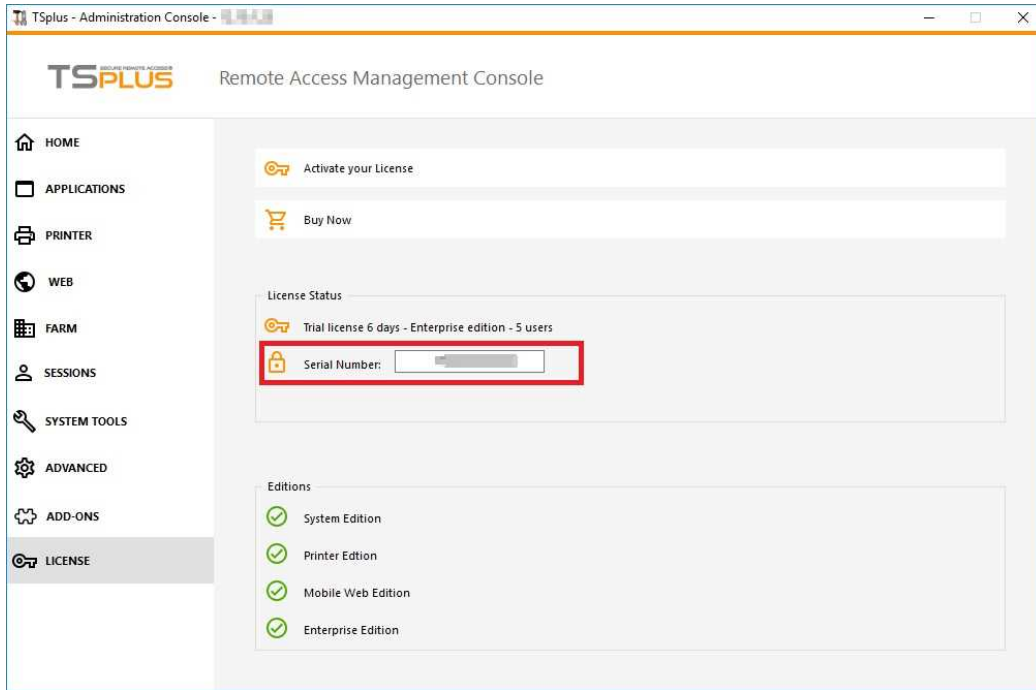 TSplus - Administration Console -
SECURE REMOTE ACCESS
TSPLUS
Remote Access Management Console
HOME
APPLICATIONS
PRINTER
WEB
FARM
SESSIONS
SYSTEM TOOLS
ADVANCED
ADD-ONS
LICENSE
Activate your License
Buy Now
License Status
Trial license 6 days - Enterprise edition - 5 users
Serial Number:
Editions
System Edition
Printer Edtion
Mobile Web Edition
Enterprise Edition